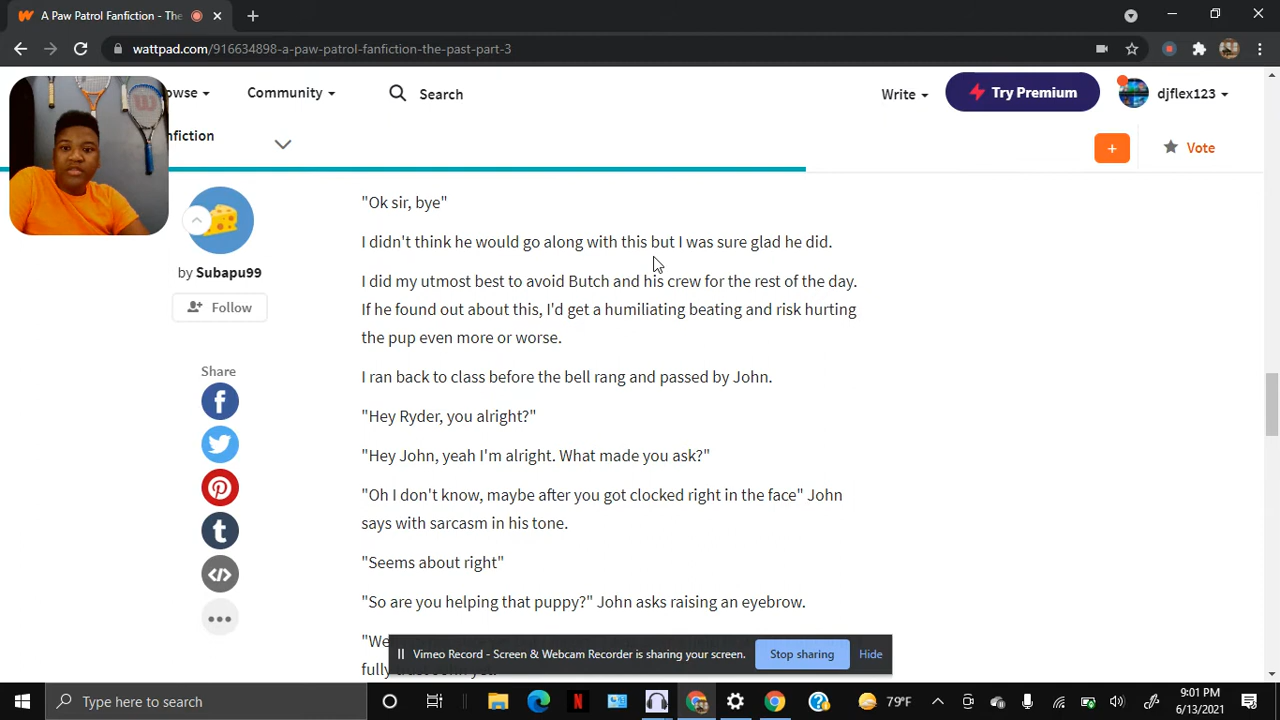 A Paw Patrol Fanfiction - The
wattpad.com/916634898-a-paw-patrol-fanfiction-the-past-part-3
owse
Community
Search
Write
Try Premium
djflex123
nfiction
+
Vote
"Ok sir, bye"
I didn't think he would go along with this but I was sure glad he did.
by Subapu99
Follow
I did my utmost best to avoid Butch and his crew for the rest of the day.
If he found out about this, I'd get a humiliating beating and risk hurting
the pup even more or worse.
Share
I ran back to class before the bell rang and passed by John.
"Hey Ryder, you alright?"
"Hey John, yeah I'm alright. What made you ask?"
"Oh I don't know, maybe after you got clocked right in the face" John
says with sarcasm in his tone.
"Seems about right"
"So are you helping that puppy?" John asks raising an eyebrow.
"We
fully
Vimeo Record - Screen & Webcam Recorder is sharing your screen.
Stop sharing
Hide
Type here to search
79°F
9:01 PM
6/13/2021